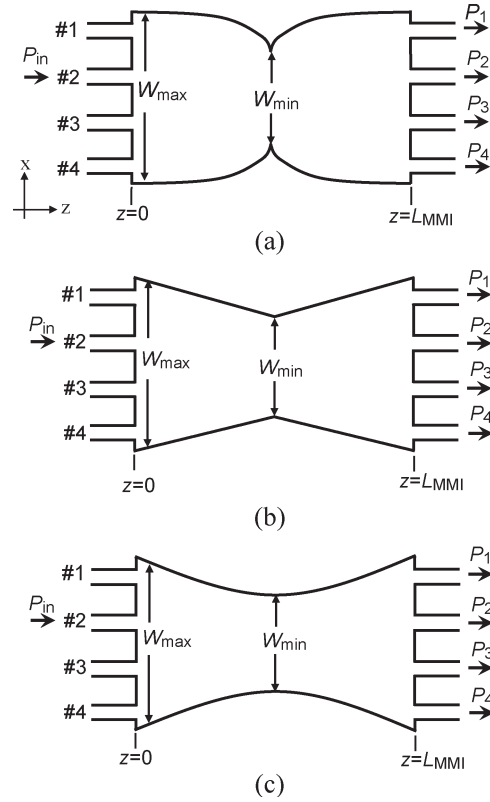 #1 P1
Pin #2 Wmax Wmin P2
#3 P3
#4 P4
x
z z=0 z=LMMI
(a)
#1 P1
Pin #2 P2
Wmax Wmin
#3 P3
#4 P4
z=0 z=LMMI
(b)
#1 P1
Pin #2 P2
Wmax Wmin
#3 P3
#4 P4
z=0 z=LMMI
(c)